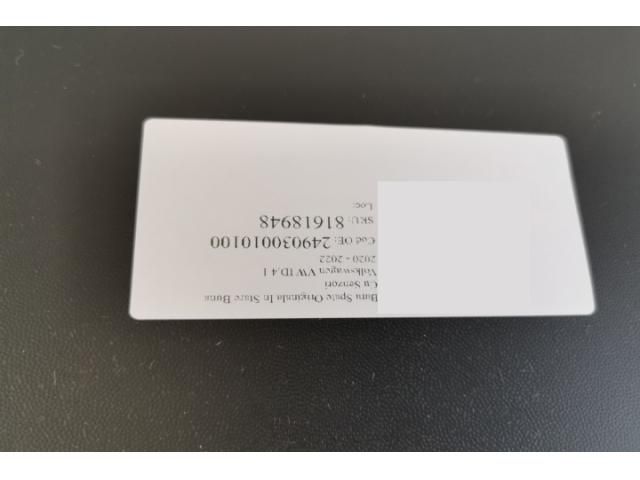 Bara Spate Originala In Stare Buna
Cu Senzori
Volkswagen VW ID.4 1
2020 - 2022
Cod OE: 2490300010100
SKU: 81618948
Loc: